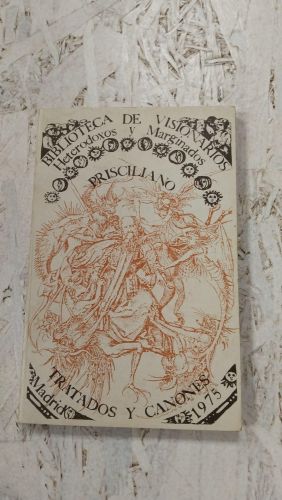 BIBLIOTECA DE VISIONARIOS
Heterodoxos y Marginados
PRISCILIANO
TRATADOS Y CANONES
Madrid 1975